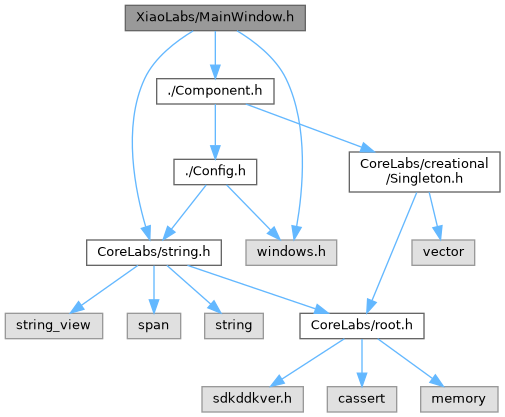 XiaoLabs/MainWindow.h
./Component.h
./Config.h
CoreLabs/creational
/Singleton.h
CoreLabs/string.h
windows.h
vector
string_view
span
string
CoreLabs/root.h
sdkddkver.h
cassert
memory